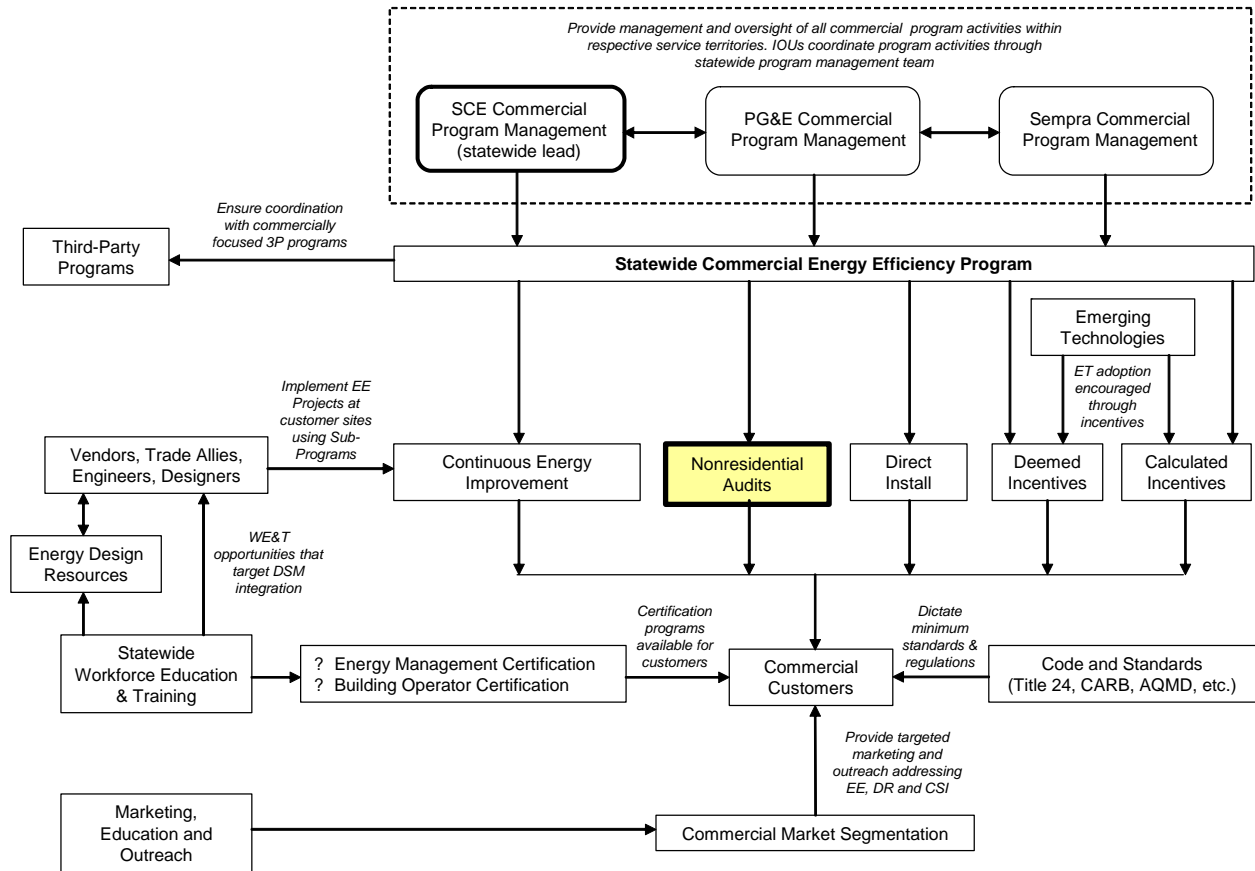 Provide management and oversight of all commercial program activities within
respective service territories. IOUs coordinate program activities through
statewide program management team
SCE Commercial
Program Management
(statewide lead)
PG&E Commercial
Program Management
Sempra Commercial
Program Management
Ensure coordination
with commercially
focused 3P programs
Third-Party
Programs
Statewide Commercial Energy Efficiency Program
Emerging
Technologies
ET adoption
encouraged
through
incentives
Implement EE
Projects at
customer sites
using Sub-
Programs
Vendors, Trade Allies,
Engineers, Designers
Continuous Energy
Improvement
Nonresidential
Audits
Direct
Install
Deemed
Incentives
Calculated
Incentives
Energy Design
Resources
WE&T
opportunities that
target DSM
integration
Statewide
Workforce Education
& Training
? Energy Management Certification
? Building Operator Certification
Certification
programs
available for
customers
Commercial
Customers
Dictate
minimum
standards &
regulations
Code and Standards
(Title 24, CARB, AQMD, etc.)
Provide targeted
marketing and
outreach addressing
EE, DR and CSI
Marketing,
Education and
Outreach
Commercial Market Segmentation